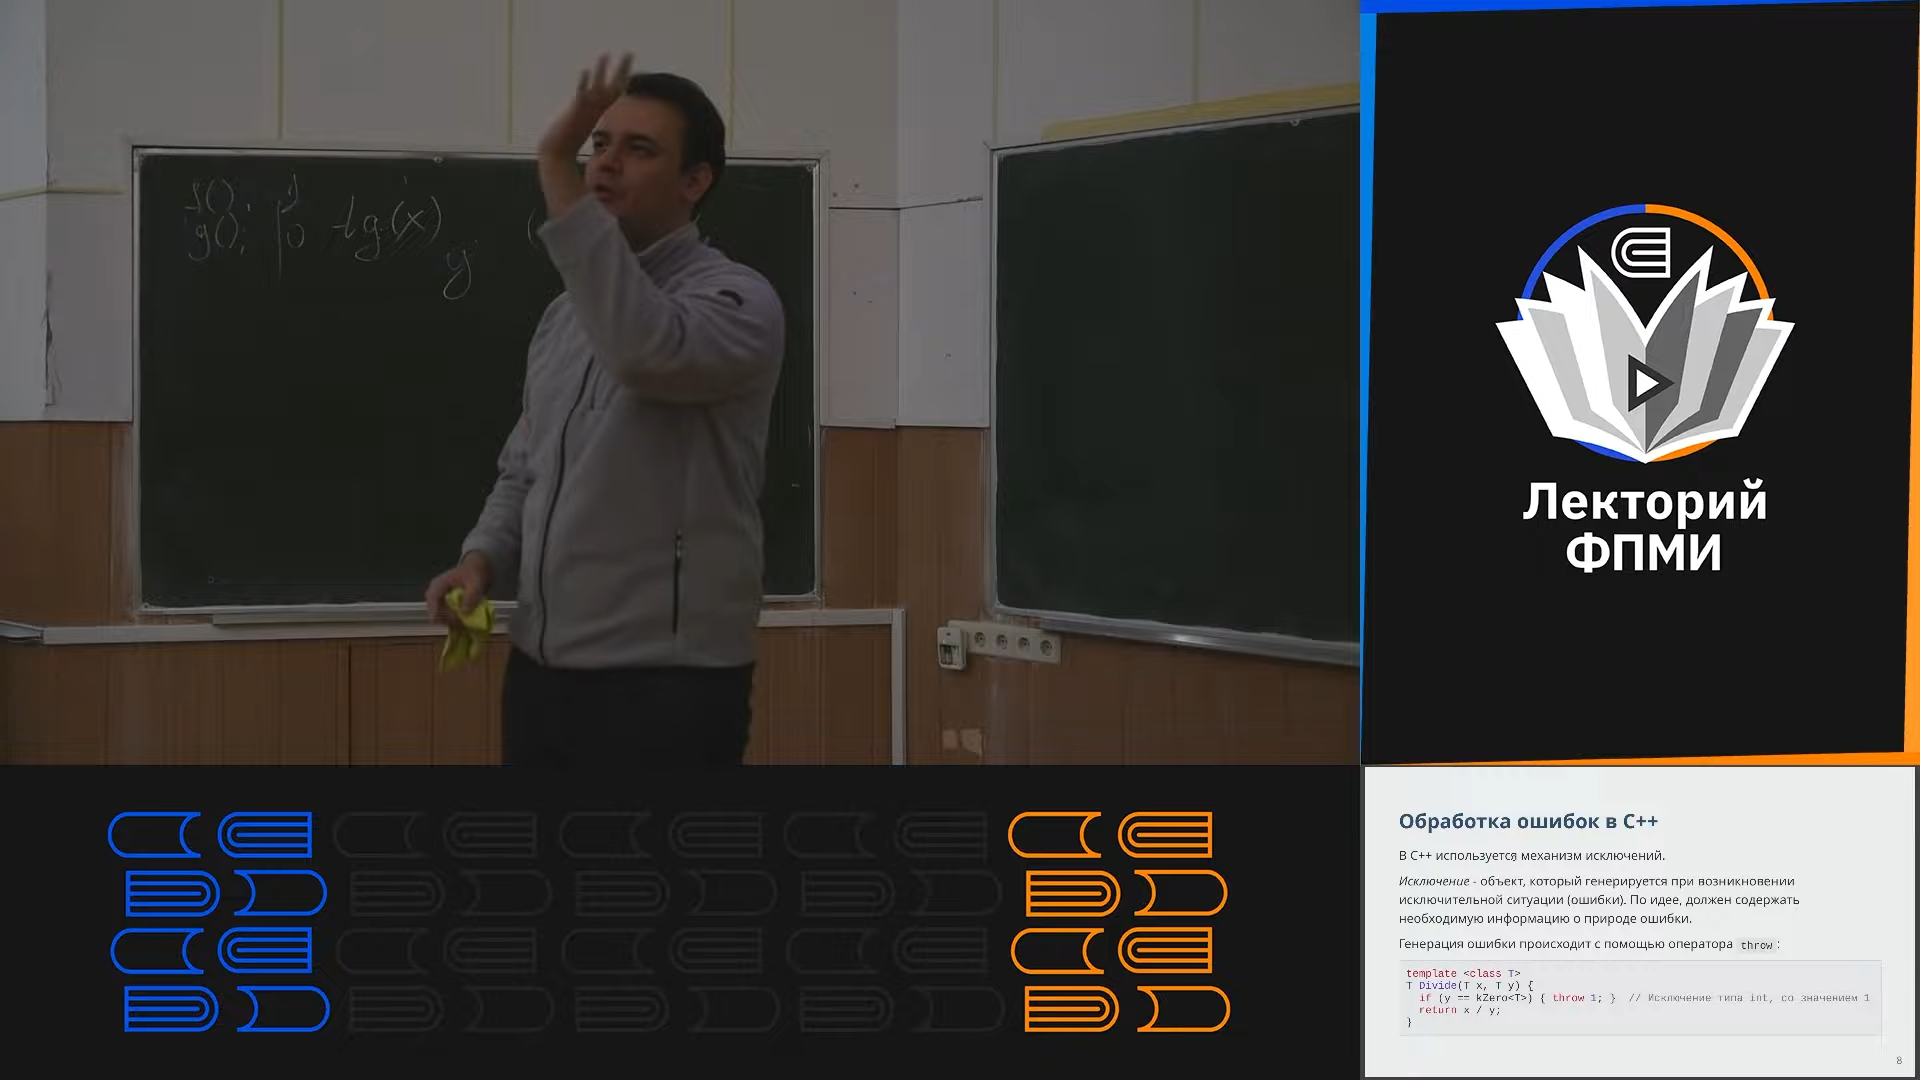 f();
g();
0
tg(x)
y
(
Лекторий
ФПМИ
Обработка ошибок в C++
В C++ используется механизм исключений.
Исключение - объект, который генерируется при возникновении
исключительной ситуации (ошибки). По идее, должен содержать
необходимую информацию о природе ошибки.
Генерация ошибки происходит с помощью оператора throw :
template <class T>
T Divide(T x, T y) {
if (y == kZero<T>) { throw 1; } // Исключение типа int, со значением 1
return x / y;
}
8